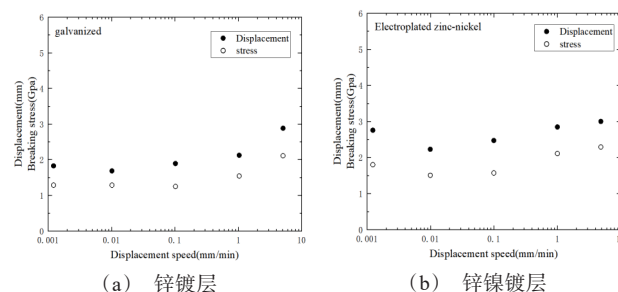 galvanized
Displacement
stress
Displacement(mm)
Breaking stress(Gpa)
6
5
4
3
2
1
0
0.001
0.01
0.1
1
10
Displacement speed(mm/min)
(a) 锌镀层
Electroplated zinc-nickel
Displacement
stress
Displacement(mm)
Breaking stress(Gpa)
6
5
4
3
2
1
0
0.001
0.01
0.1
1
Displacement speed(mm/min)
(b) 锌镍镀层